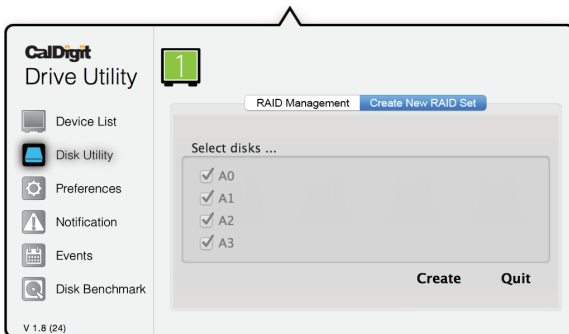 CalDigit
Drive Utility
Device List
Disk Utility
Preferences
Notification
Events
Disk Benchmark
V 1.8 (24)
1
RAID Management
Create New RAID Set
Select disks ...
A0
A1
A2
A3
Create
Quit